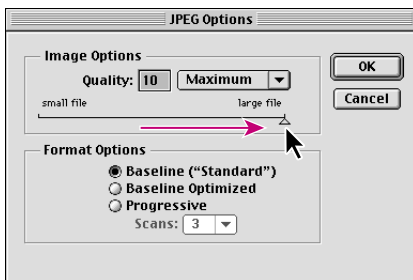 JPEG Options
Image Options
Quality: 10 Maximum
small file large file
OK
Cancel
Format Options
Baseline (“Standard”)
Baseline Optimized
Progressive
Scans: 3